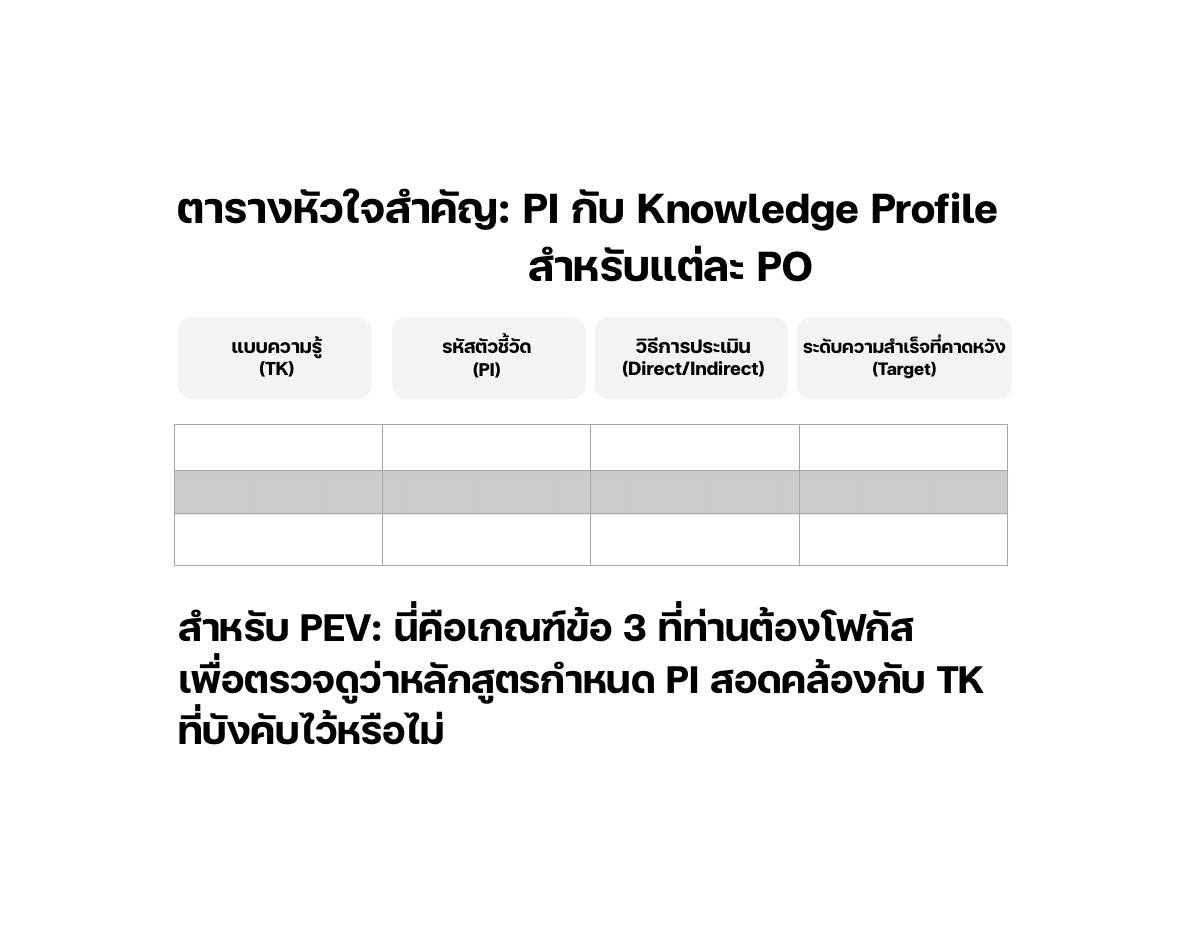 ตารางหัวใจสำคัญ: PI กับ Knowledge Profile
สำหรับแต่ละ PO
แบบความรู้
(TK)
รหัสตัวชี้วัด
(PI)
วิธีการประเมิน
(Direct/Indirect)
ระดับความสำเร็จที่คาดหวัง
(Target)
สำหรับ PEV: นี่คือเกณฑ์ข้อ 3 ที่ท่านต้องโฟกัส
เพื่อตรวจดูว่าหลักสูตรกำหนด PI สอดคล้องกับ TK
ที่บังคับไว้หรือไม่